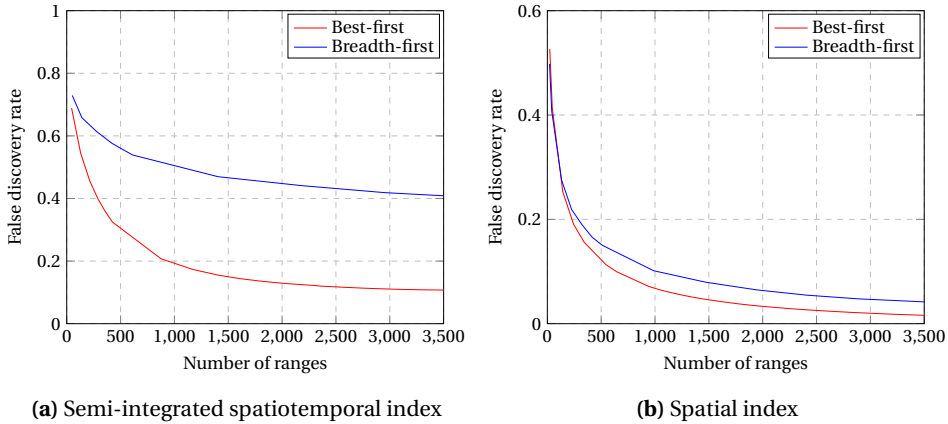 Best-first
Breadth-first
1
0.8
0.6
0.4
0.2
0
False discovery rate
0 500 1,000 1,500 2,000 2,500 3,000 3,500
Number of ranges
(a) Semi-integrated spatiotemporal index
Best-first
Breadth-first
0.6
0.4
0.2
0
False discovery rate
0 500 1,000 1,500 2,000 2,500 3,000 3,500
Number of ranges
(b) Spatial index